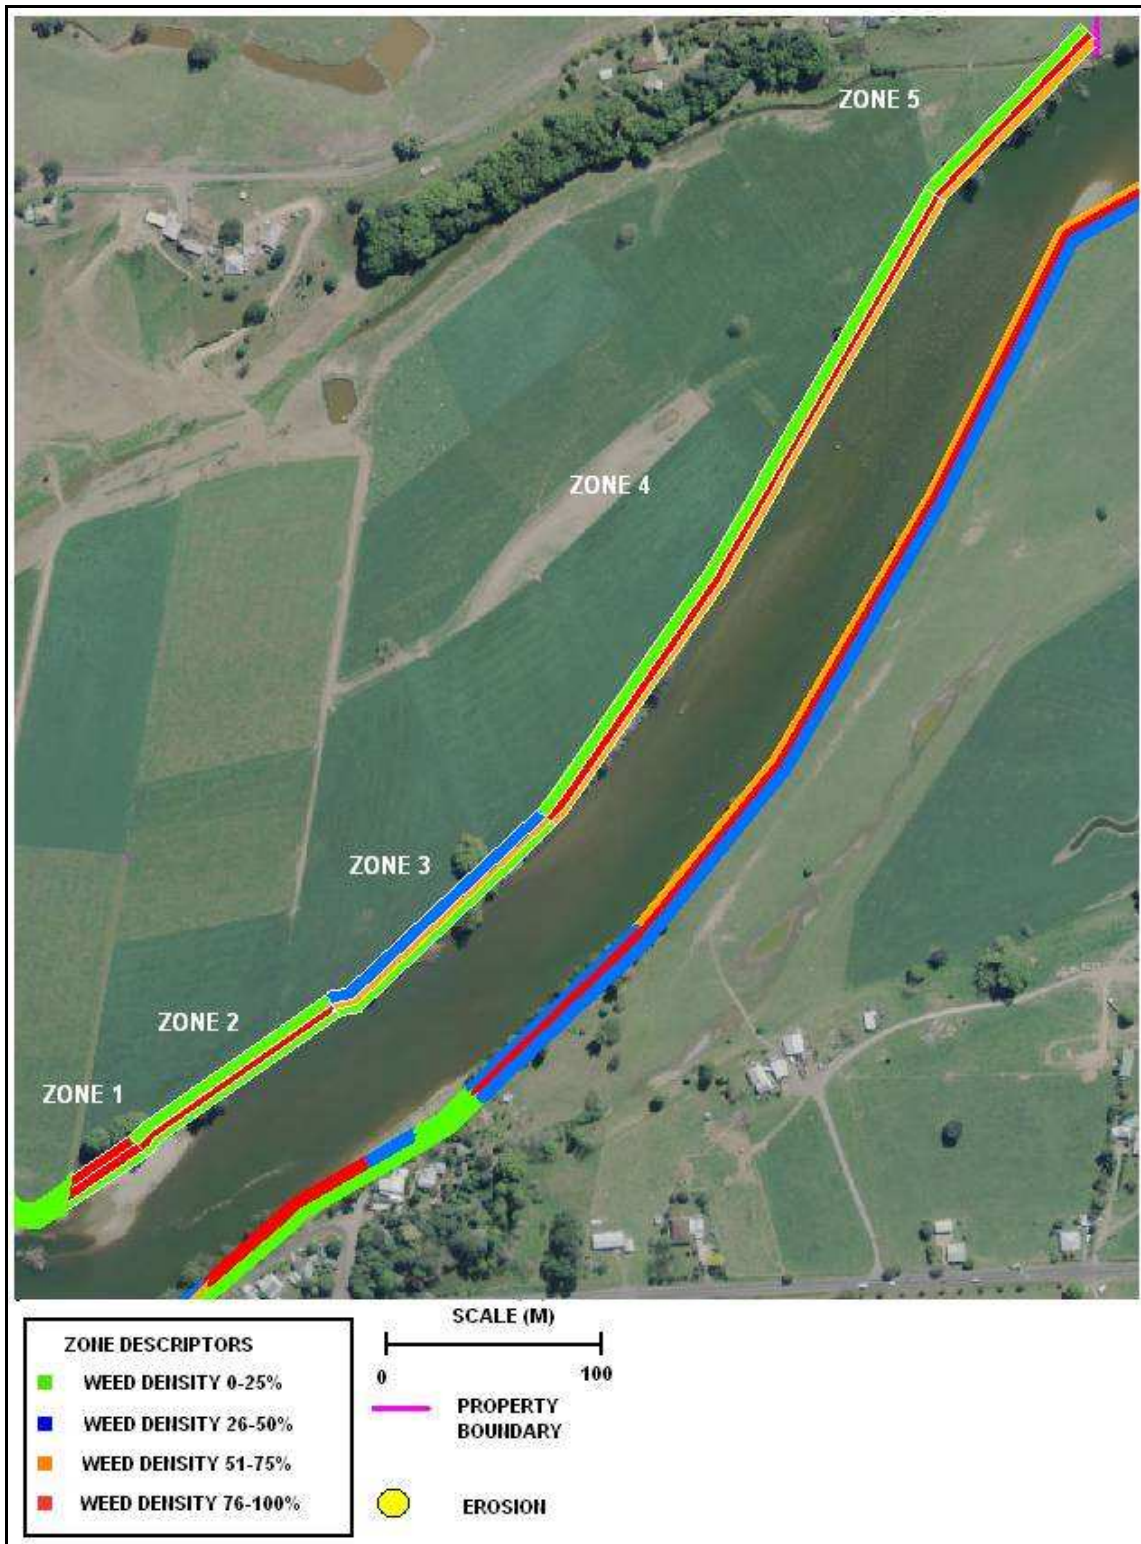 ZONE 5
ZONE 4
ZONE 3
ZONE 2
ZONE 1
ZONE DESCRIPTORS
WEED DENSITY 0-25%
WEED DENSITY 26-50%
WEED DENSITY 51-75%
WEED DENSITY 76-100%
SCALE (M)
0 100
PROPERTY
BOUNDARY
EROSION